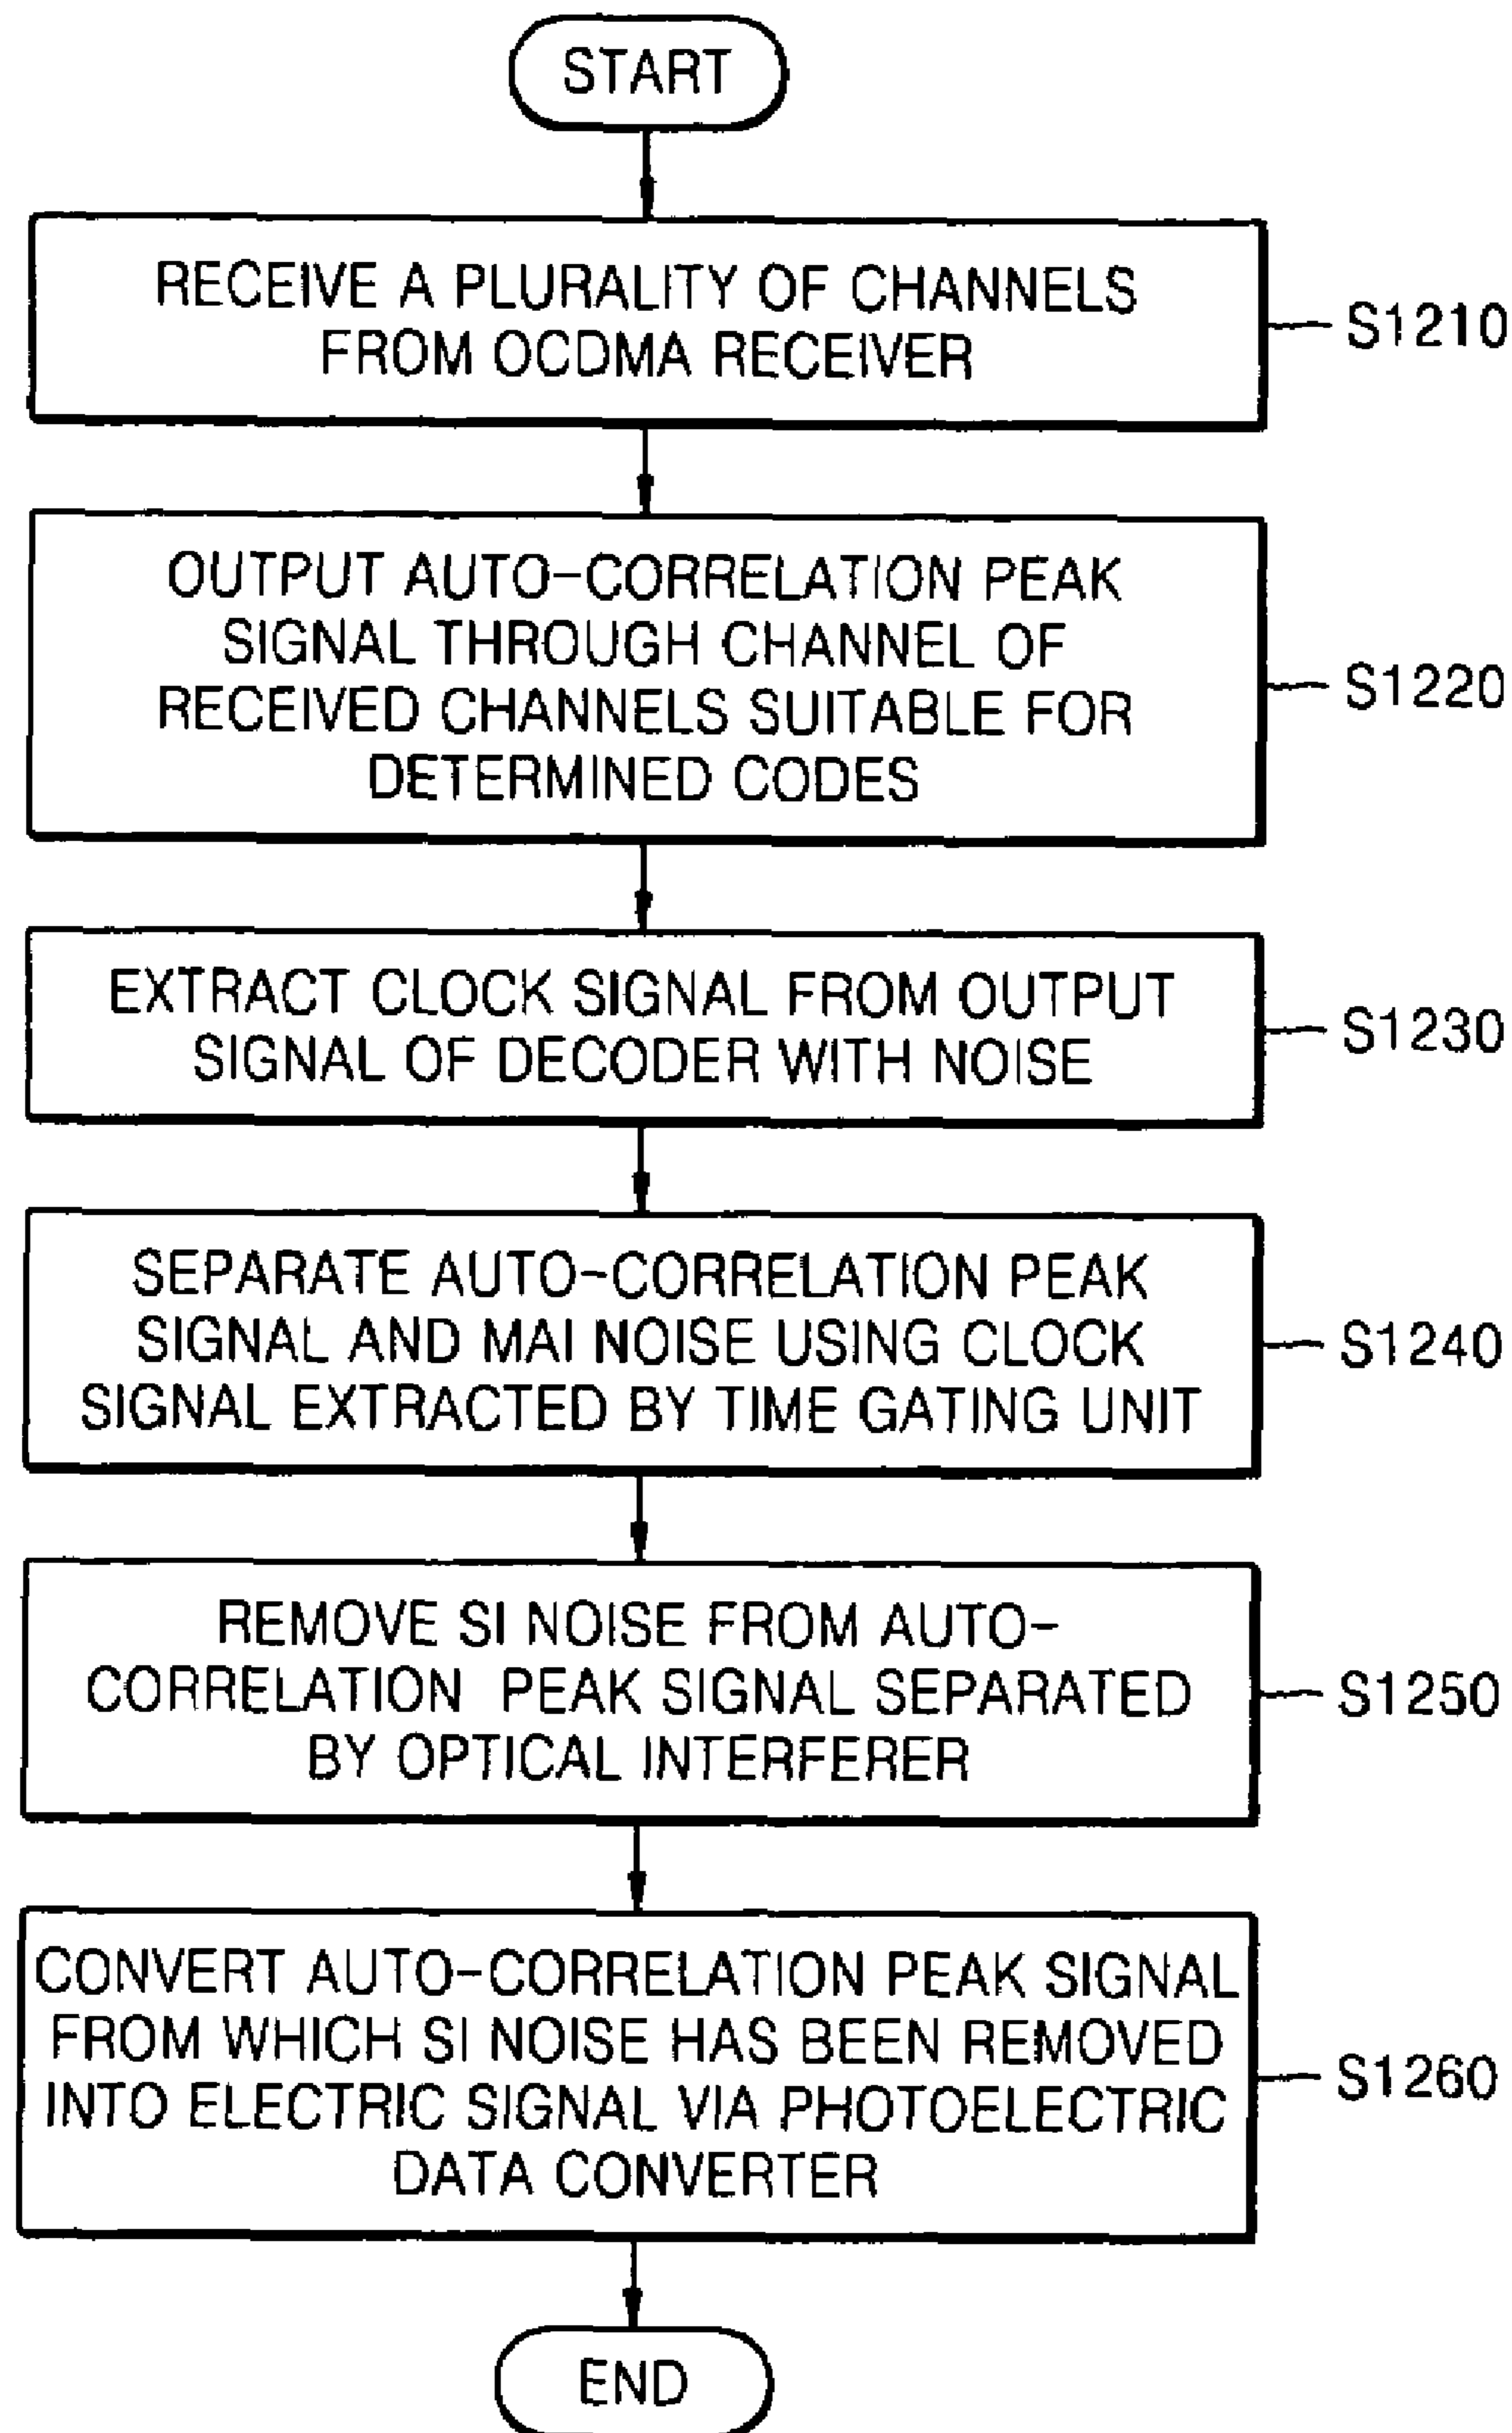 START
RECEIVE A PLURALITY OF CHANNELS
FROM OCDMA RECEIVER
S1210
OUTPUT AUTO-CORRELATION PEAK
SIGNAL THROUGH CHANNEL OF
RECEIVED CHANNELS SUITABLE FOR
DETERMINED CODES
S1220
EXTRACT CLOCK SIGNAL FROM OUTPUT
SIGNAL OF DECODER WITH NOISE
S1230
SEPARATE AUTO-CORRELATION PEAK
SIGNAL AND MAI NOISE USING CLOCK
SIGNAL EXTRACTED BY TIME GATING UNIT
S1240
REMOVE SI NOISE FROM AUTO-
CORRELATION PEAK SIGNAL SEPARATED
BY OPTICAL INTERFERER
S1250
CONVERT AUTO-CORRELATION PEAK SIGNAL
FROM WHICH SI NOISE HAS BEEN REMOVED
INTO ELECTRIC SIGNAL VIA PHOTOELECTRIC
DATA CONVERTER
S1260
END